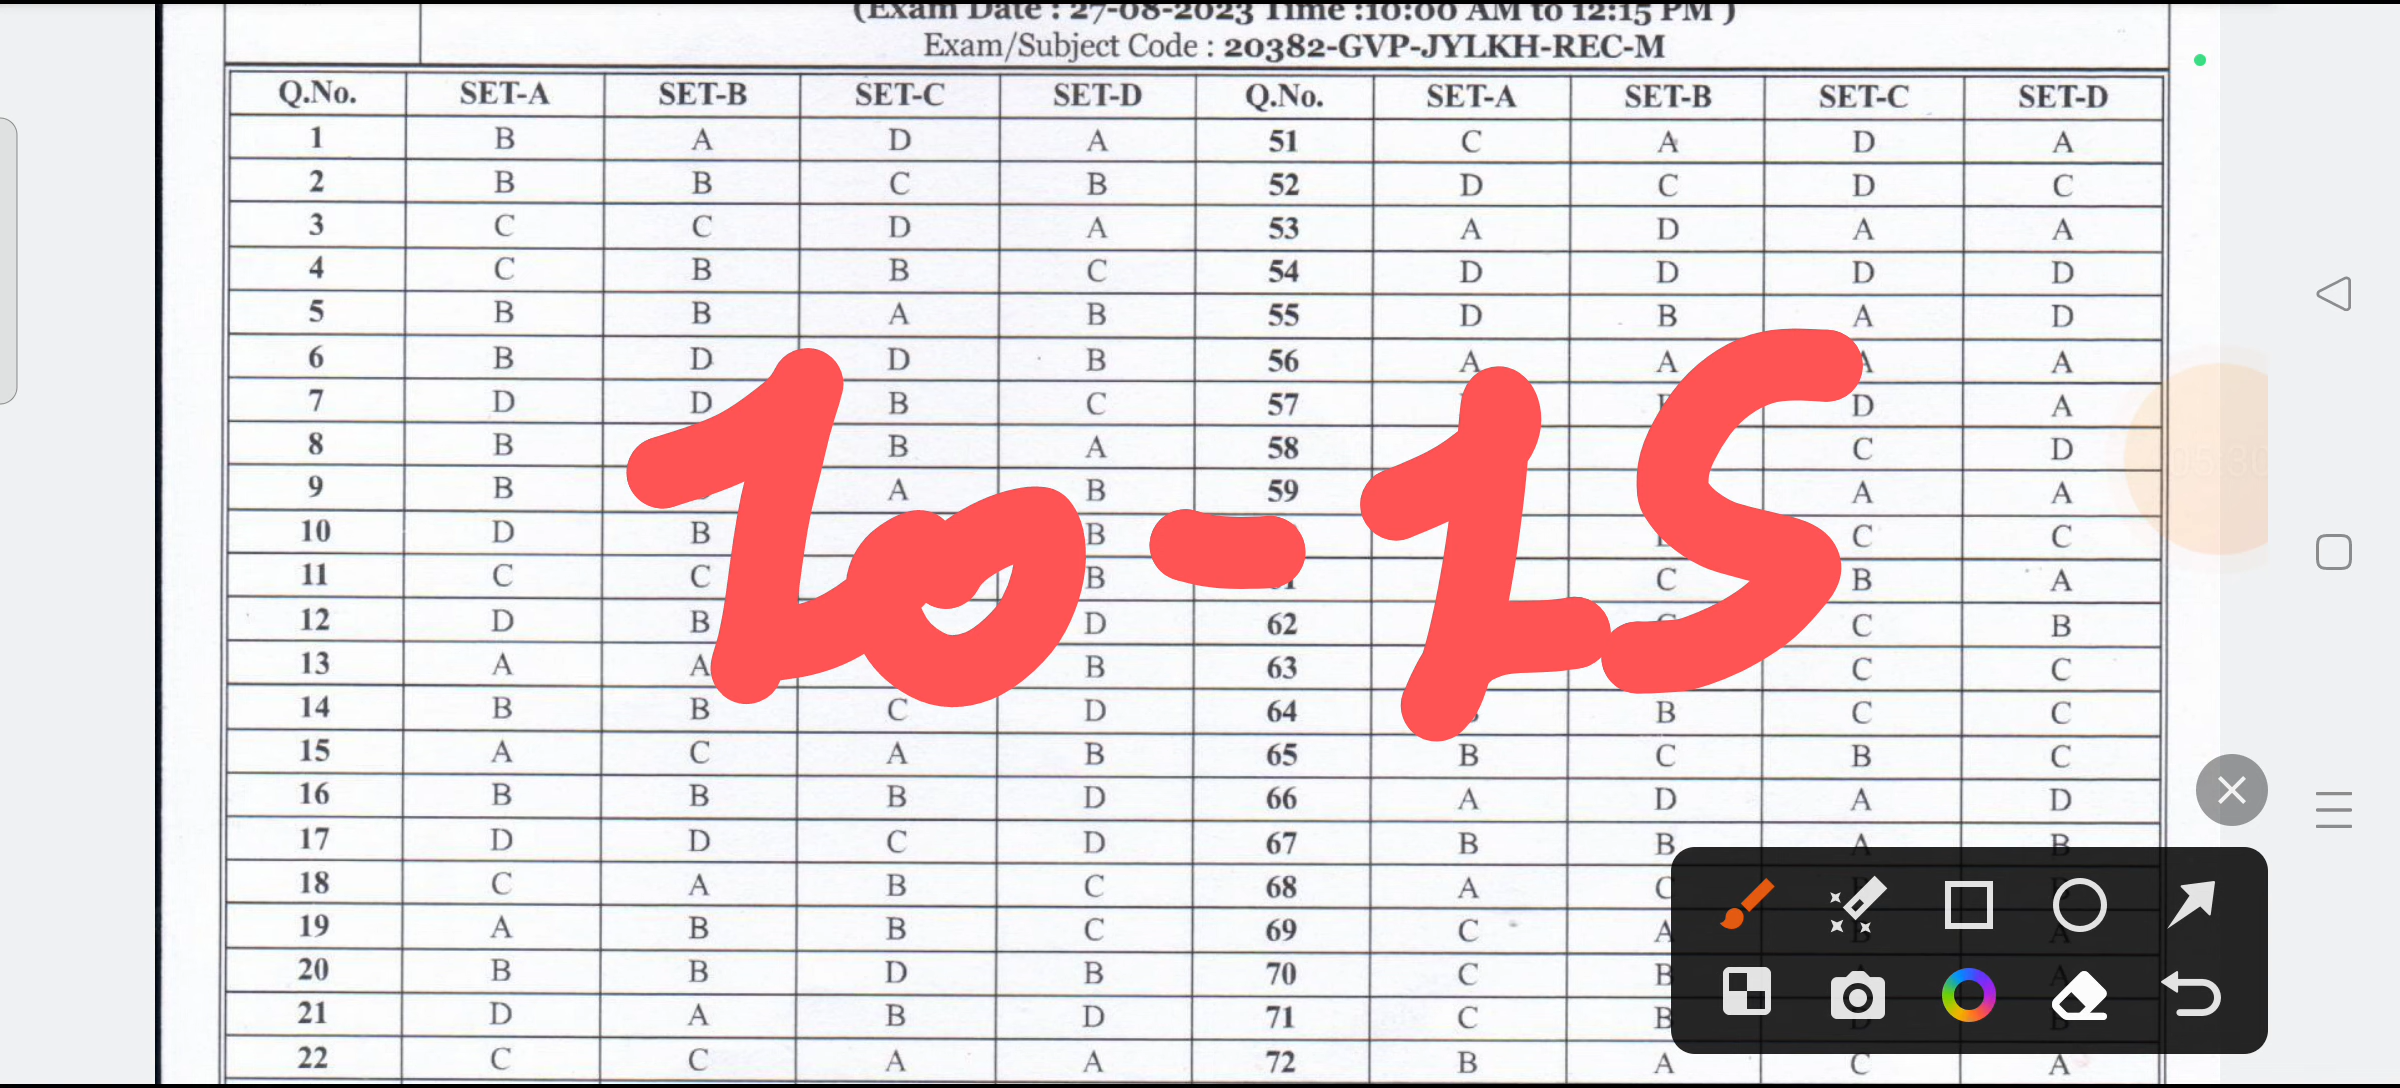 (Exam Date : 27-08-2023 Time :10:00 AM to 12:15 PM )
Exam/Subject Code : 20382-GVP-JYLKH-REC-M
Q.No. SET-A SET-B SET-C SET-D Q.No. SET-A SET-B SET-C SET-D
1 B A D A 51 C A D A
2 B B C B 52 D C D C
3 C C D A 53 A D A A
4 C B B C 54 D D D D
5 B B A B 55 D B A D
6 B D D B 56 A A A A
7 D D B C 57 D A
8 B B A 58 C D
9 B A B 59 A A
10 D B B C C
11 C C B C B A
12 D B D 62 C B
13 A A B 63 C C
14 B B C D 64 B C C
15 A C A B 65 B C B C
16 B B B D 66 A D A D
17 D D C D 67 B B A B
18 C A B C 68 A C
19 A B B C 69 C A
20 B B D B 70 C B
21 D A B D 71 C B
22 C C A A 72 B A C A
10-15